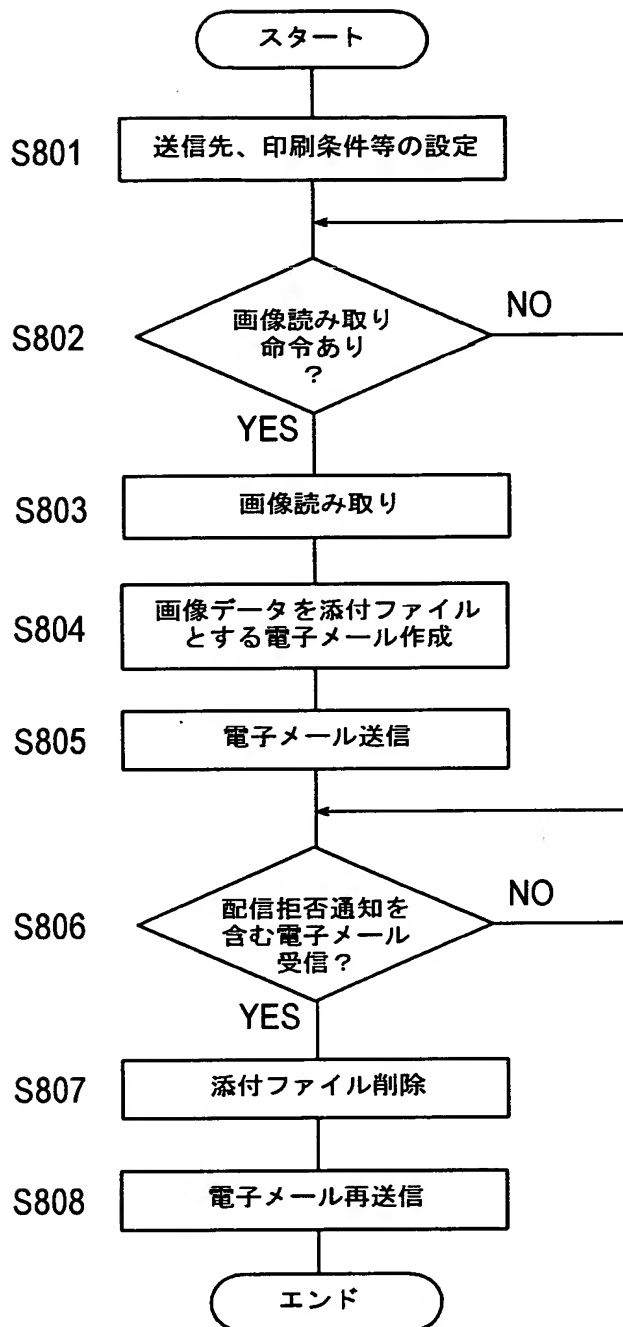 スタート
S801
送信先、印刷条件等の設定
S802
画像読み取り
命令あり
?
NO
YES
S803
画像読み取り
S804
画像データを添付ファイル
とする電子メール作成
S805
電子メール送信
S806
配信拒否通知を
含む電子メール
受信?
NO
YES
S807
添付ファイル削除
S808
電子メール再送信
エンド